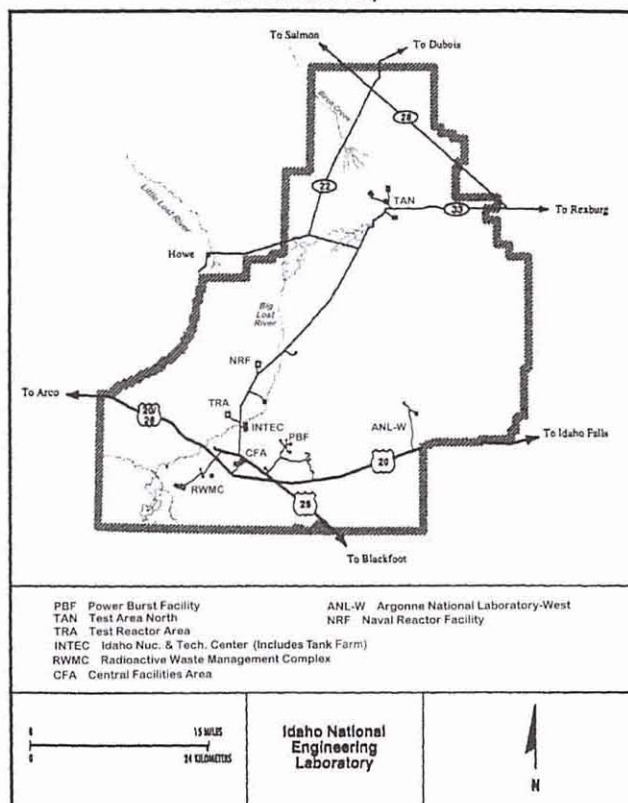 To Salmon
To Dubois
Birch Creek
28
22
TAN
33
To Rexburg
Little Lost River
Howe
Big
Lost
River
NRF
To Arco
20/
26
TRA
INTEC
PBF
ANL-W
CFA
To Idaho Falls
20
RWMC
26
To Blackfoot
PBF Power Burst Facility
TAN Test Area North
TRA Test Reactor Area
INTEC Idaho Nuc. & Tech. Center (Includes Tank Farm)
RWMC Radioactive Waste Management Complex
CFA Central Facilities Area
ANL-W Argonne National Laboratory-West
NRF Naval Reactor Facility
0 15 MILES
0 24 KILOMETERS
Idaho National
Engineering
Laboratory
N